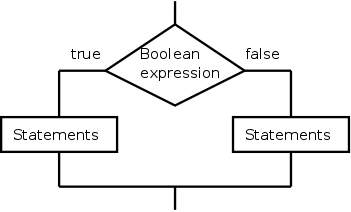 true
Boolean
expression
false
Statements
Statements